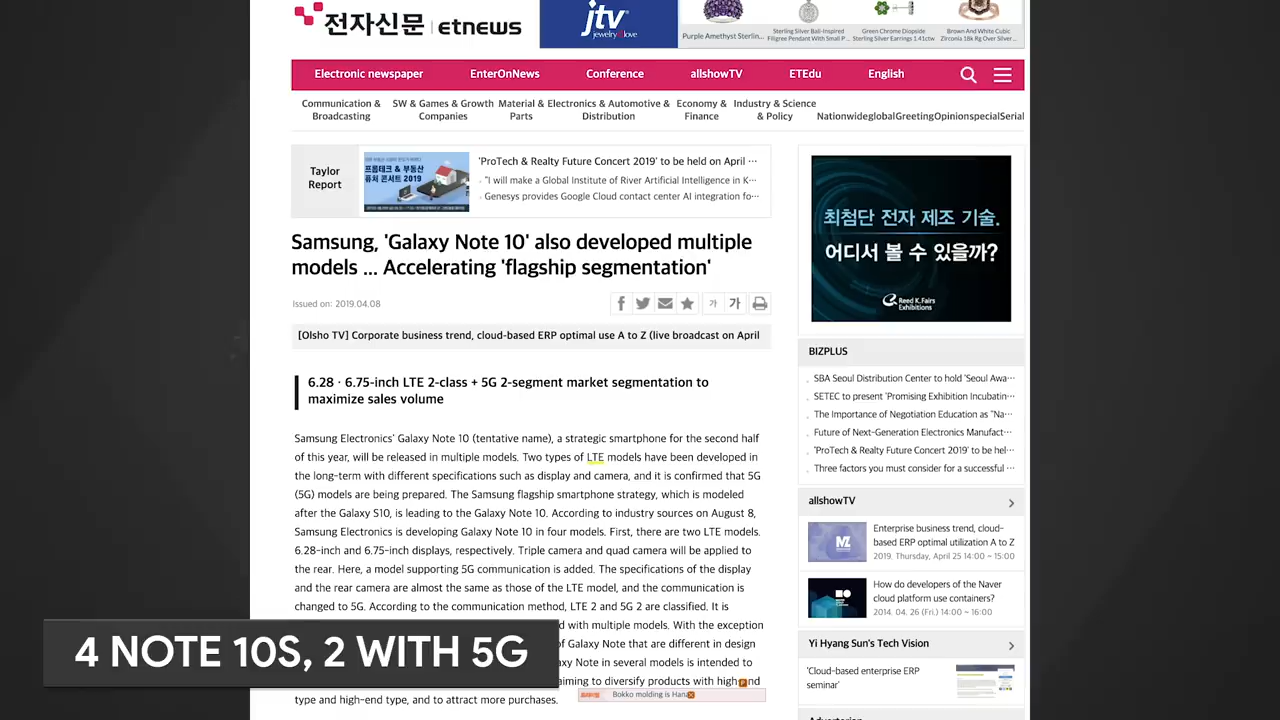 전자신문 etnews
jtv
jewelry love
Purple Amethyst Sterlin...
Sterling Silver Bali-Inspired
Filigree Pendant With Small P...
Green Chrome Diopside
Sterling Silver Earrings 1.41ctw
Brown And White Cubic
Zirconia 18k Rg Over Silver...
Electronic newspaper
EnterOnNews
Conference
allshowTV
ETEdu
English
Communication &
Broadcasting
SW & Games & Growth
Companies
Material &
Parts
Electronics & Automotive &
Distribution
Economy &
Finance
Industry & Science
& Policy
NationwideglobalGreetingOpinionspecialSerial
Taylor
Report
프롭테크 & 부동산
퓨처 콘서트 2019
'ProTech & Realty Future Concert 2019' to be held on April ···
"I will make a Global Institute of River Artificial Intelligence in K···
Genesys provides Google Cloud contact center AI integration fo···
Samsung, 'Galaxy Note 10' also developed multiple
models ... Accelerating 'flagship segmentation'
Issued on: 2019.04.08
가 가
[Olsho TV] Corporate business trend, cloud-based ERP optimal use A to Z (live broadcast on April
6.28 · 6.75-inch LTE 2-class + 5G 2-segment market segmentation to
maximize sales volume
Samsung Electronics' Galaxy Note 10 (tentative name), a strategic smartphone for the second half
of this year, will be released in multiple models. Two types of LTE models have been developed in
the long-term with different specifications such as display and camera, and it is confirmed that 5G
(5G) models are being prepared. The Samsung flagship smartphone strategy, which is modeled
after the Galaxy S10, is leading to the Galaxy Note 10. According to industry sources on August 8,
Samsung Electronics is developing Galaxy Note 10 in four models. First, there are two LTE models.
6.28-inch and 6.75-inch displays, respectively. Triple camera and quad camera will be applied to
the rear. Here, a model supporting 5G communication is added. The specifications of the display
and the rear camera are almost the same as those of the LTE model, and the communication is
changed to 5G. According to the communication method, LTE 2 and 5G 2 are classified. It is
d with multiple models. With the exception
of Galaxy Note that are different in design
xy Note in several models is intended to
aiming to diversify products with high-end
type and high-end type, and to attract more purchases.
Bokko molding is Hana
4 NOTE 10S, 2 WITH 5G
최첨단 전자 제조 기술.
어디서 볼 수 있을까?
Reed K.Fairs
Exhibitions
BIZPLUS
SBA Seoul Distribution Center to hold 'Seoul Awa···
SETEC to present 'Promising Exhibition Incubatin···
The Importance of Negotiation Education as "Na···
Future of Next-Generation Electronics Manufact···
'ProTech & Realty Future Concert 2019' to be hel···
Three factors you must consider for a successful ···
allshowTV
Enterprise business trend, cloud-
based ERP optimal utilization A to Z
2019. Thursday, April 25 14:00 ~ 15:00
How do developers of the Naver
cloud platform use containers?
2014. 04. 26 (Fri.) 14:00 ~ 16:00
Yi Hyang Sun's Tech Vision
'Cloud-based enterprise ERP
seminar'